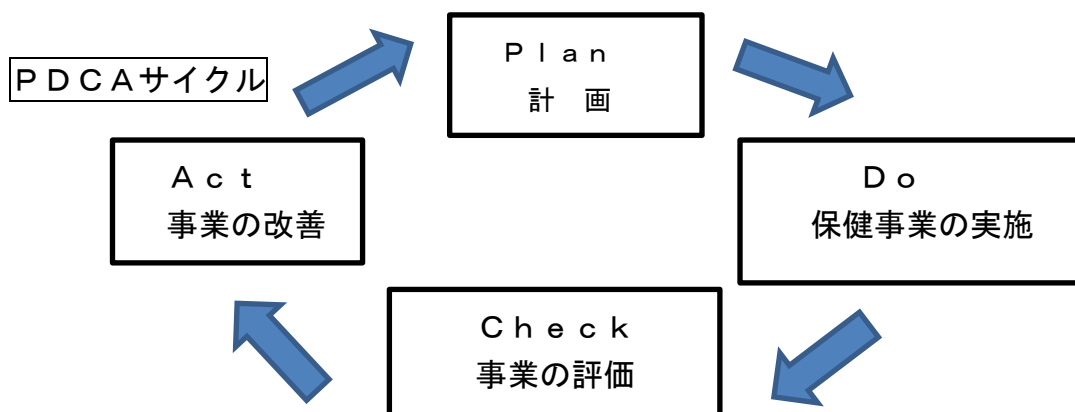 PDCAサイクル
Plan
計 画
Do
保健事業の実施
Check
事業の評価
Act
事業の改善